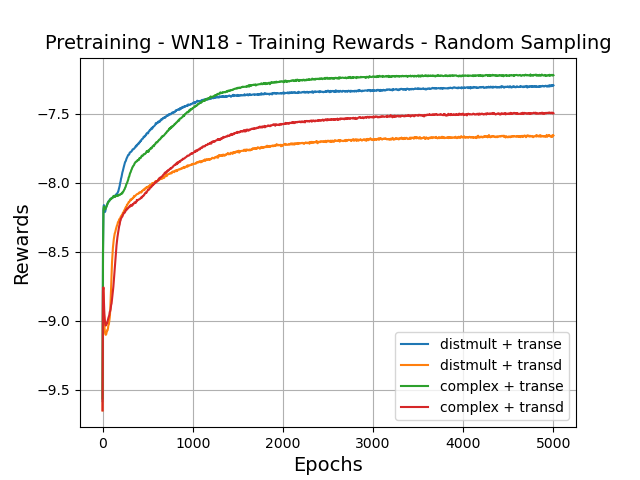 Pretraining - WN18 - Training Rewards - Random Sampling
−7.5
−8.0
−8.5
−9.0
−9.5
Rewards
distmult + transe
distmult + transd
complex + transe
complex + transd
0 1000 2000 3000 4000 5000
Epochs